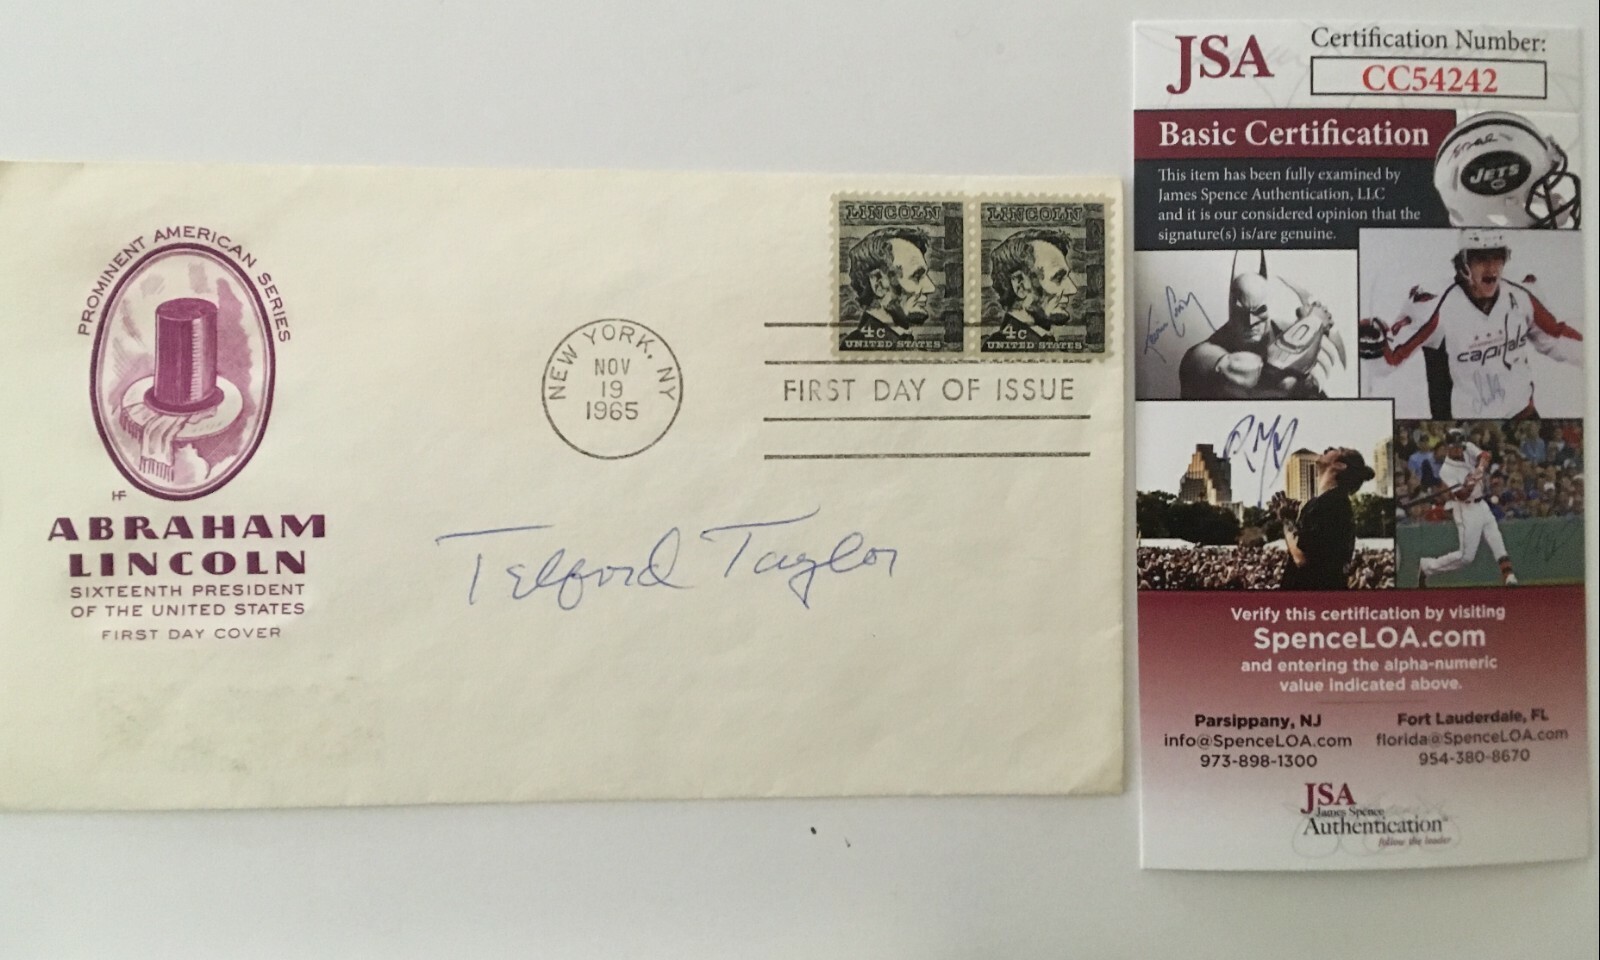 PROMINENT AMERICAN SERIES
HF
ABRAHAM
LINCOLN
SIXTEENTH PRESIDENT
OF THE UNITED STATES
FIRST DAY COVER
NEW YORK, NY
NOV
19
1965
LINCOLN
4c
UNITED STATES
LINCOLN
4c
UNITED STATES
FIRST DAY OF ISSUE
Telford Taylor
JSA
Certification Number:
CC54242
Basic Certification
This item has been fully examined by
James Spence Authentication, LLC
and it is our considered opinion that the
signature(s) is/are genuine.
JETS
capitals
Verify this certification by visiting
SpenceLOA.com
and entering the alpha-numeric
value indicated above.
Parsippany, NJ
info@SpenceLOA.com
973-898-1300
Fort Lauderdale, FL
florida@SpenceLOA.com
954-380-8670
JSA
James Spence
Authentication
follow the leader